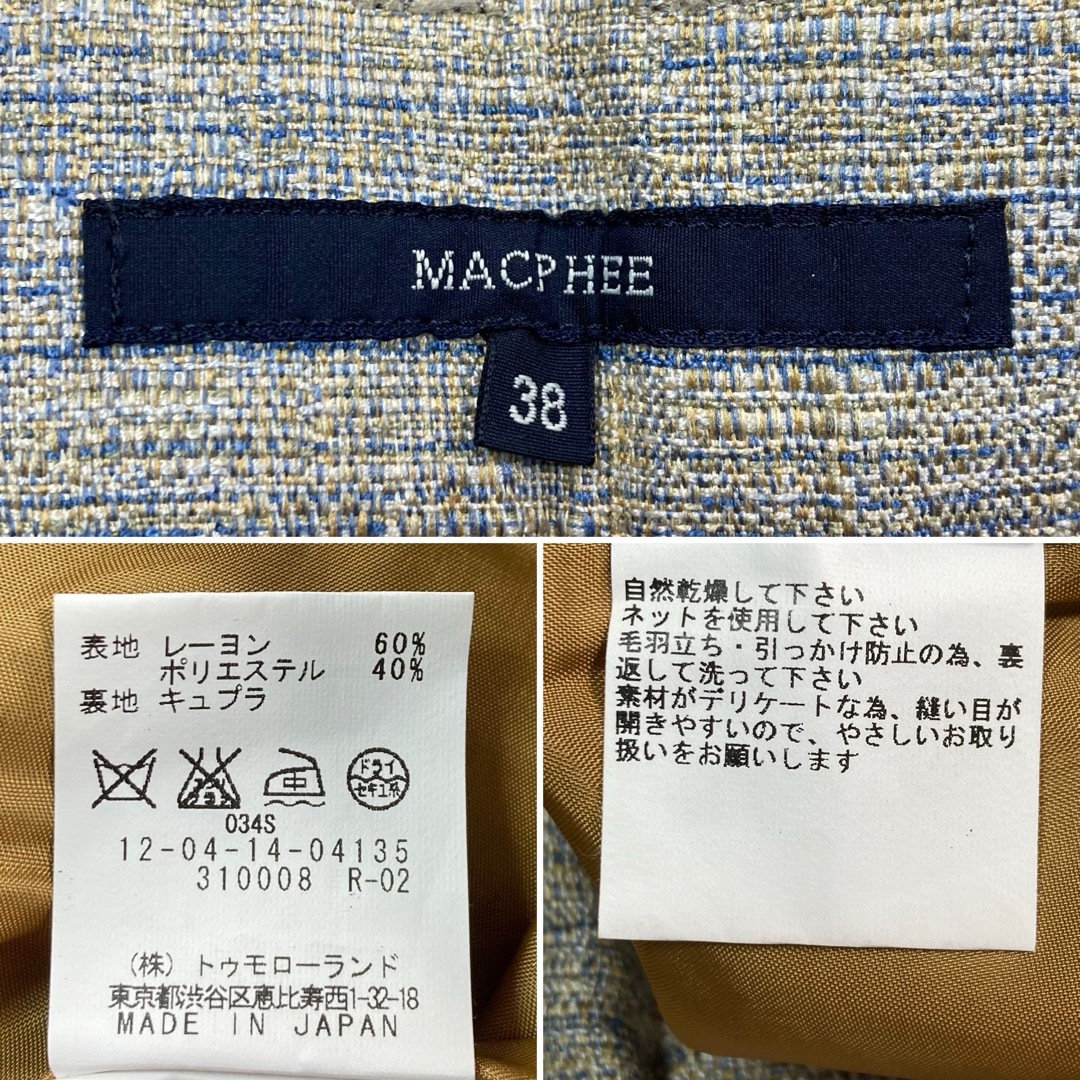 MACPHEE
38
表地 レーヨン 60%
ポリエステル 40%
裏地 キュプラ
エンソ
サラシ
中
ドライ
セキユ系
034S
12-04-14-04135
310008 R-02
(株) トゥモローランド
東京都渋谷区恵比寿西1-32-18
MADE IN JAPAN
自然乾燥して下さい
ネットを使用して下さい
毛羽立ち・引っかけ防止の為、裏
返して洗って下さい
素材がデリケートな為、縫い目が
開きやすいので、やさしいお取り
扱いをお願いします